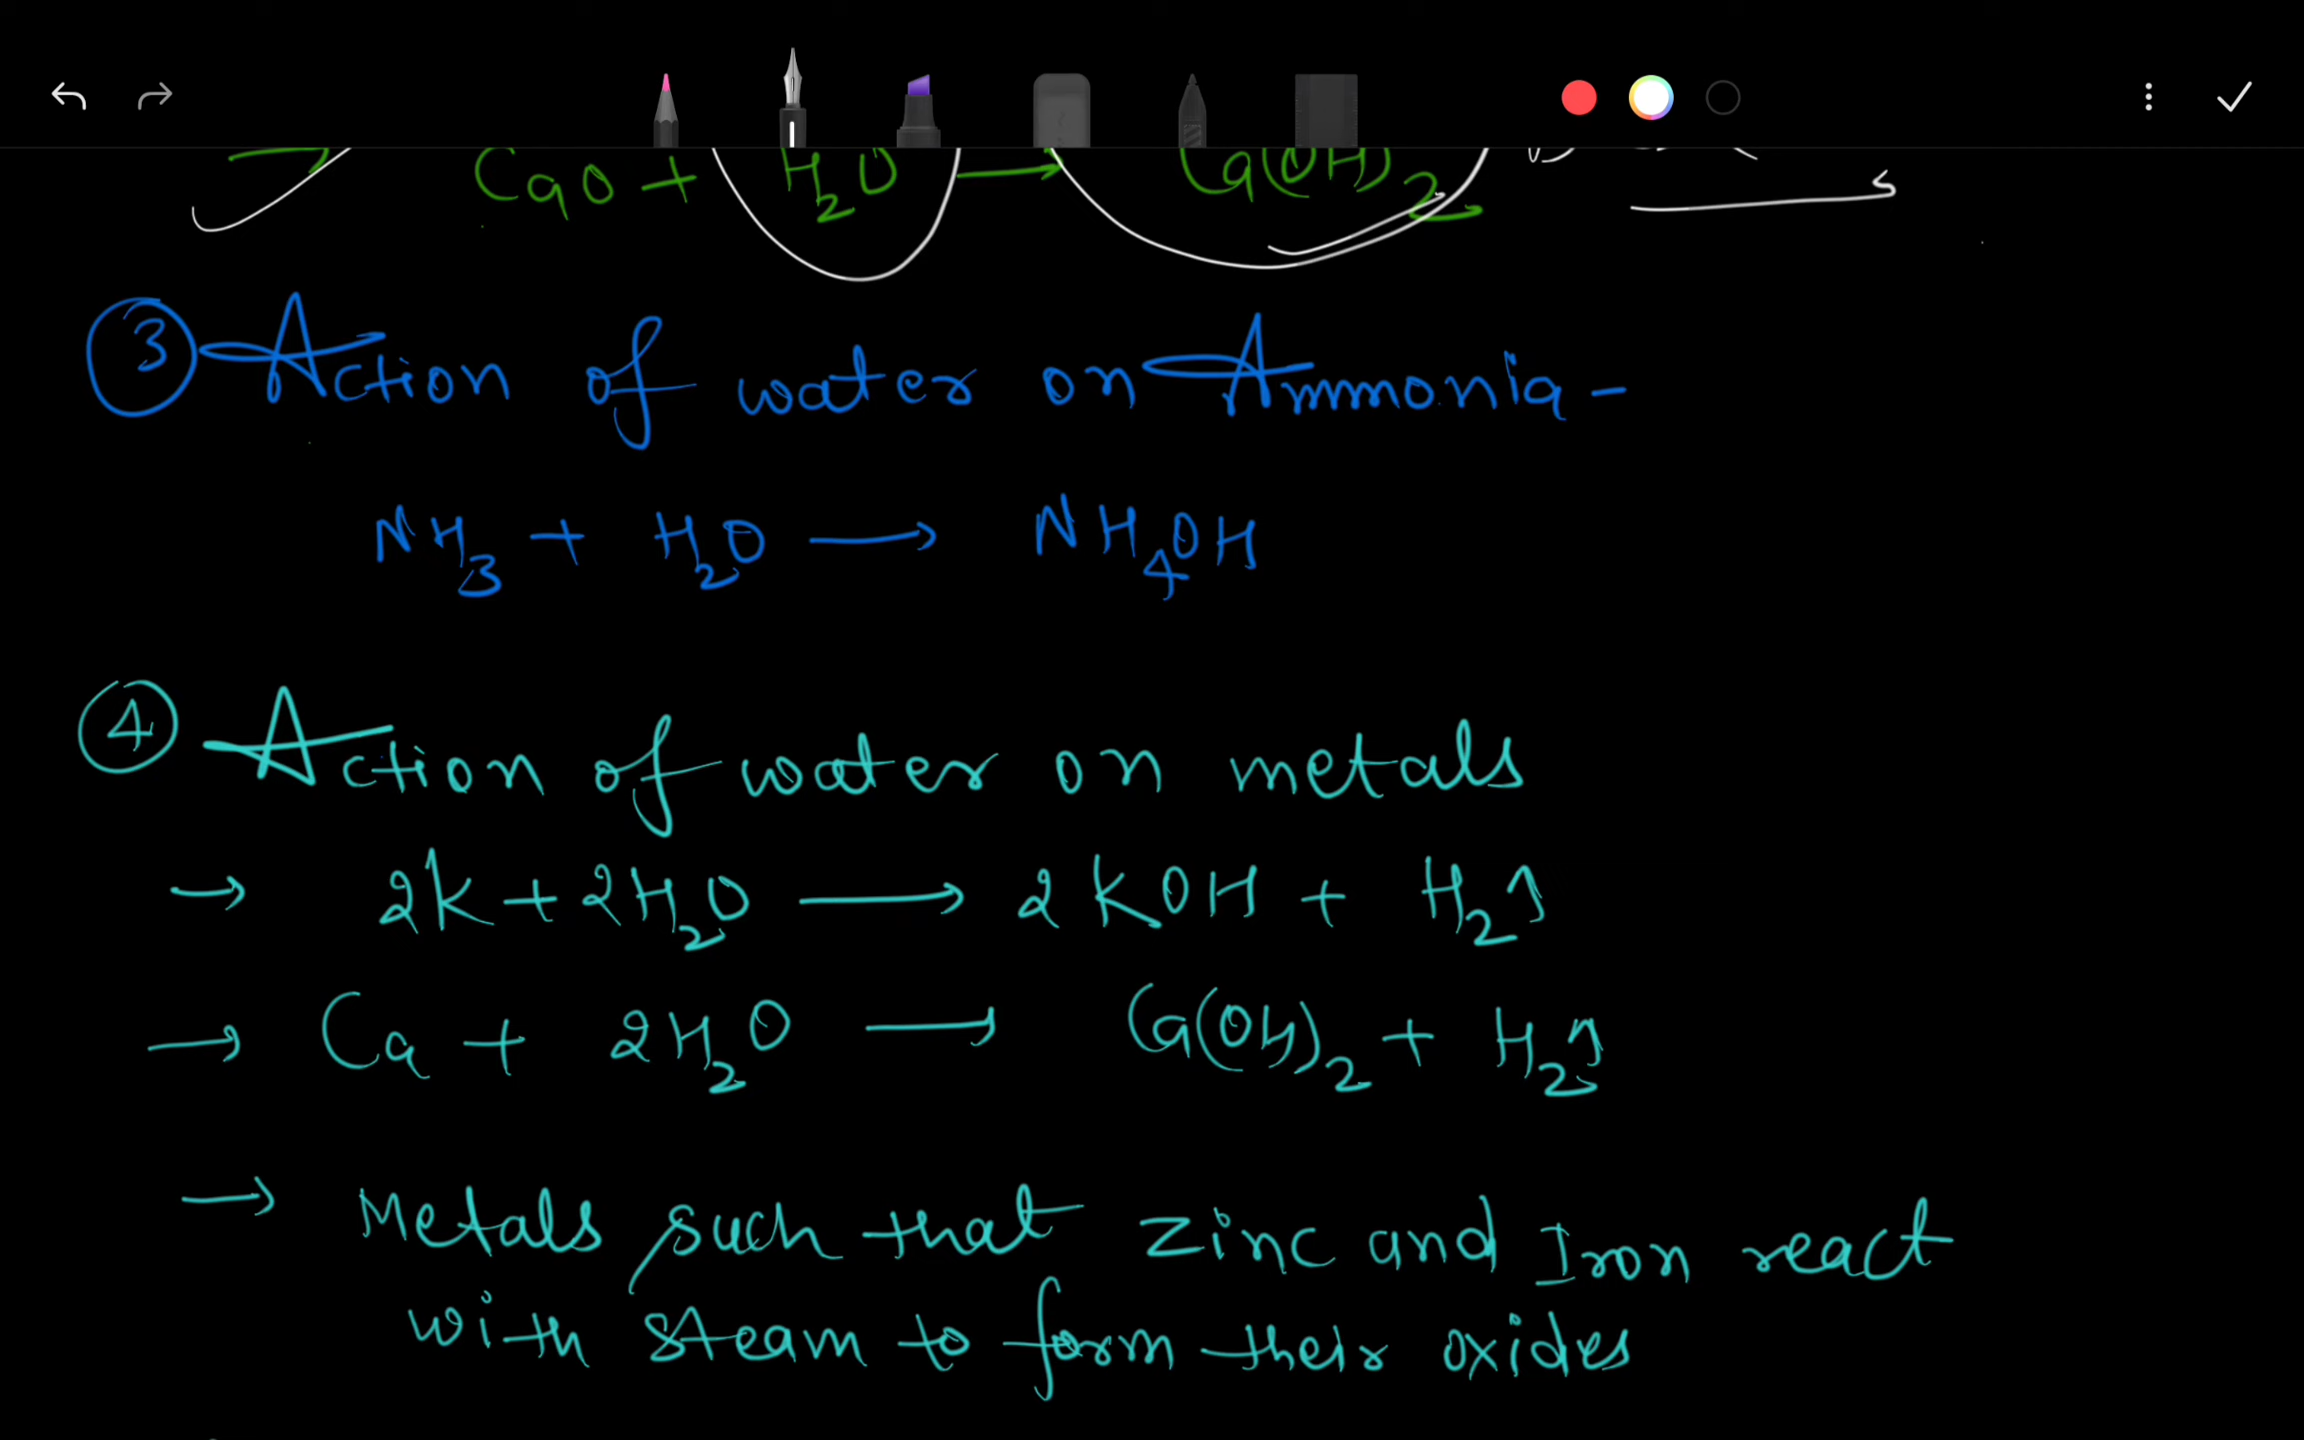 CaO + H₂O → Ca(OH)₂
③ Action of water on Ammonia -
NH₃ + H₂O → NH₄OH
④ Action of water on metals
→ 2K + 2H₂O → 2KOH + H₂↑
→ Ca + 2H₂O → Ca(OH)₂ + H₂↑
→ Metals such that zinc and Iron react
with steam to form their oxides